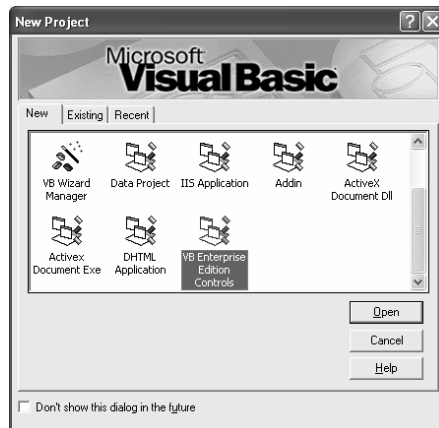 New Project
Microsoft
Visual Basic
New Existing Recent
VB Wizard
Manager
Data Project
IIS Application
Addin
ActiveX
Document Dll
Activex
Document Exe
DHTML
Application
VB Enterprise
Edition
Controls
Open
Cancel
Help
Don't show this dialog in the future